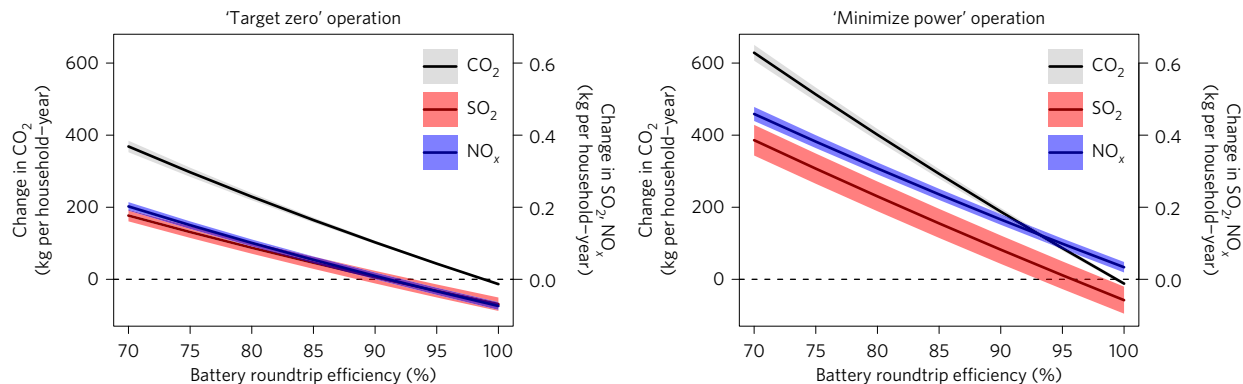 ‘Target zero’ operation
Change in CO₂
(kg per household–year)
600
400
200
0
0.6
0.4
0.2
0.0
Change in SO₂, NOₓ
(kg per household–year)
CO₂
SO₂
NOₓ
70 75 80 85 90 95 100
Battery roundtrip efficiency (%)
‘Minimize power’ operation
Change in CO₂
(kg per household–year)
600
400
200
0
0.6
0.4
0.2
0.0
Change in SO₂, NOₓ
(kg per household–year)
CO₂
SO₂
NOₓ
70 75 80 85 90 95 100
Battery roundtrip efficiency (%)